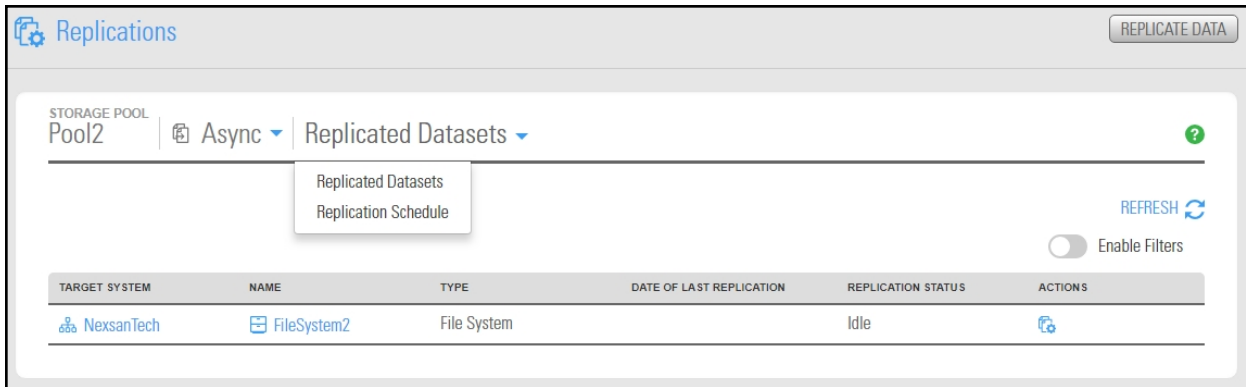 Replications
REPLICATE DATA
STORAGE POOL
Pool2 Async Replicated Datasets
?
Replicated Datasets
Replication Schedule
REFRESH
Enable Filters
TARGET SYSTEM NAME TYPE DATE OF LAST REPLICATION REPLICATION STATUS ACTIONS
NexsanTech FileSystem2 File System Idle